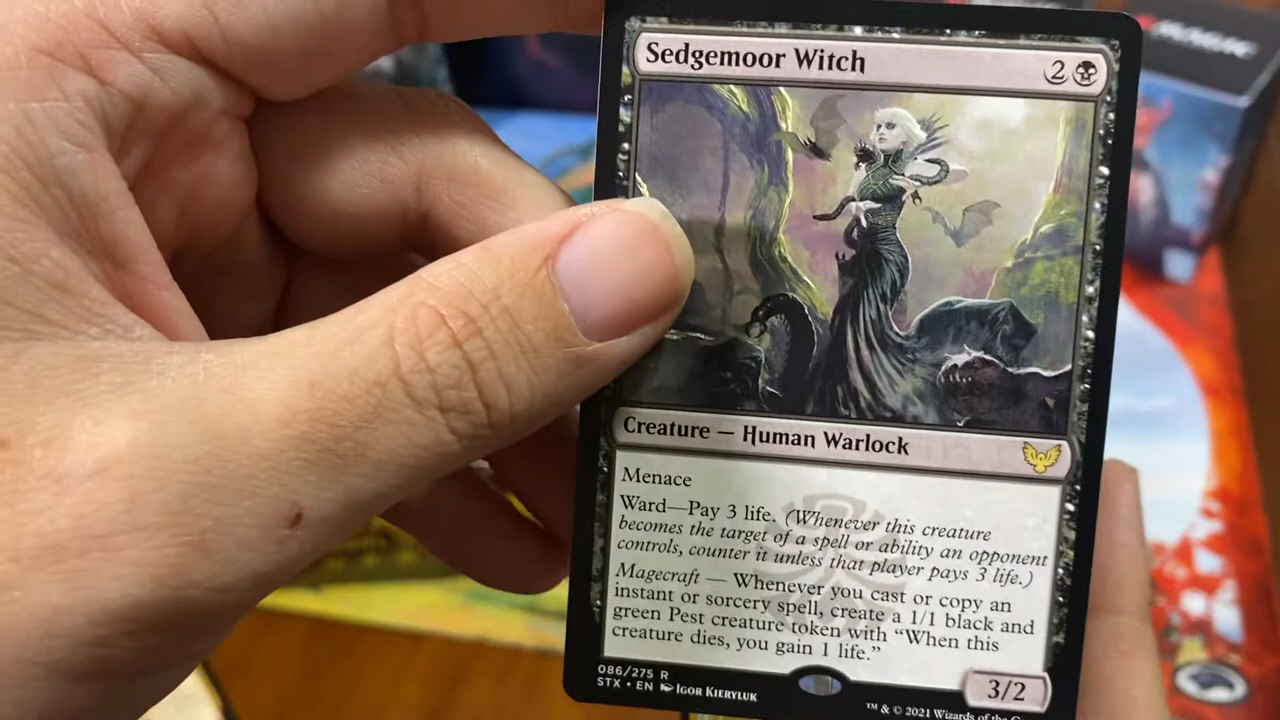 MAGIC
Sedgemoor Witch
2
Creature — Human Warlock
Menace
Ward—Pay 3 life. (Whenever this creature
becomes the target of a spell or ability an opponent
controls, counter it unless that player pays 3 life.)
Magecraft — Whenever you cast or copy an
instant or sorcery spell, create a 1/1 black and
green Pest creature token with “When this
creature dies, you gain 1 life.”
086/275 R
STX • EN Igor Kieryluk
3/2
™ & © 2021 Wizards of the